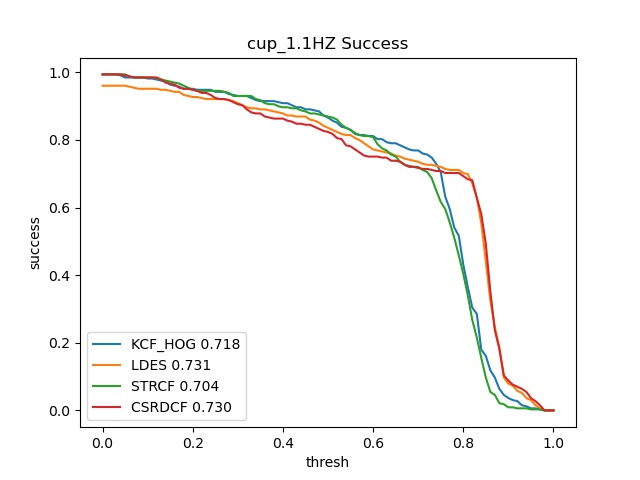 cup_1.1HZ Success
1.0
0.8
0.6
0.4
0.2
0.0
success
KCF_HOG 0.718
LDES 0.731
STRCF 0.704
CSRDCF 0.730
0.0 0.2 0.4 0.6 0.8 1.0
thresh